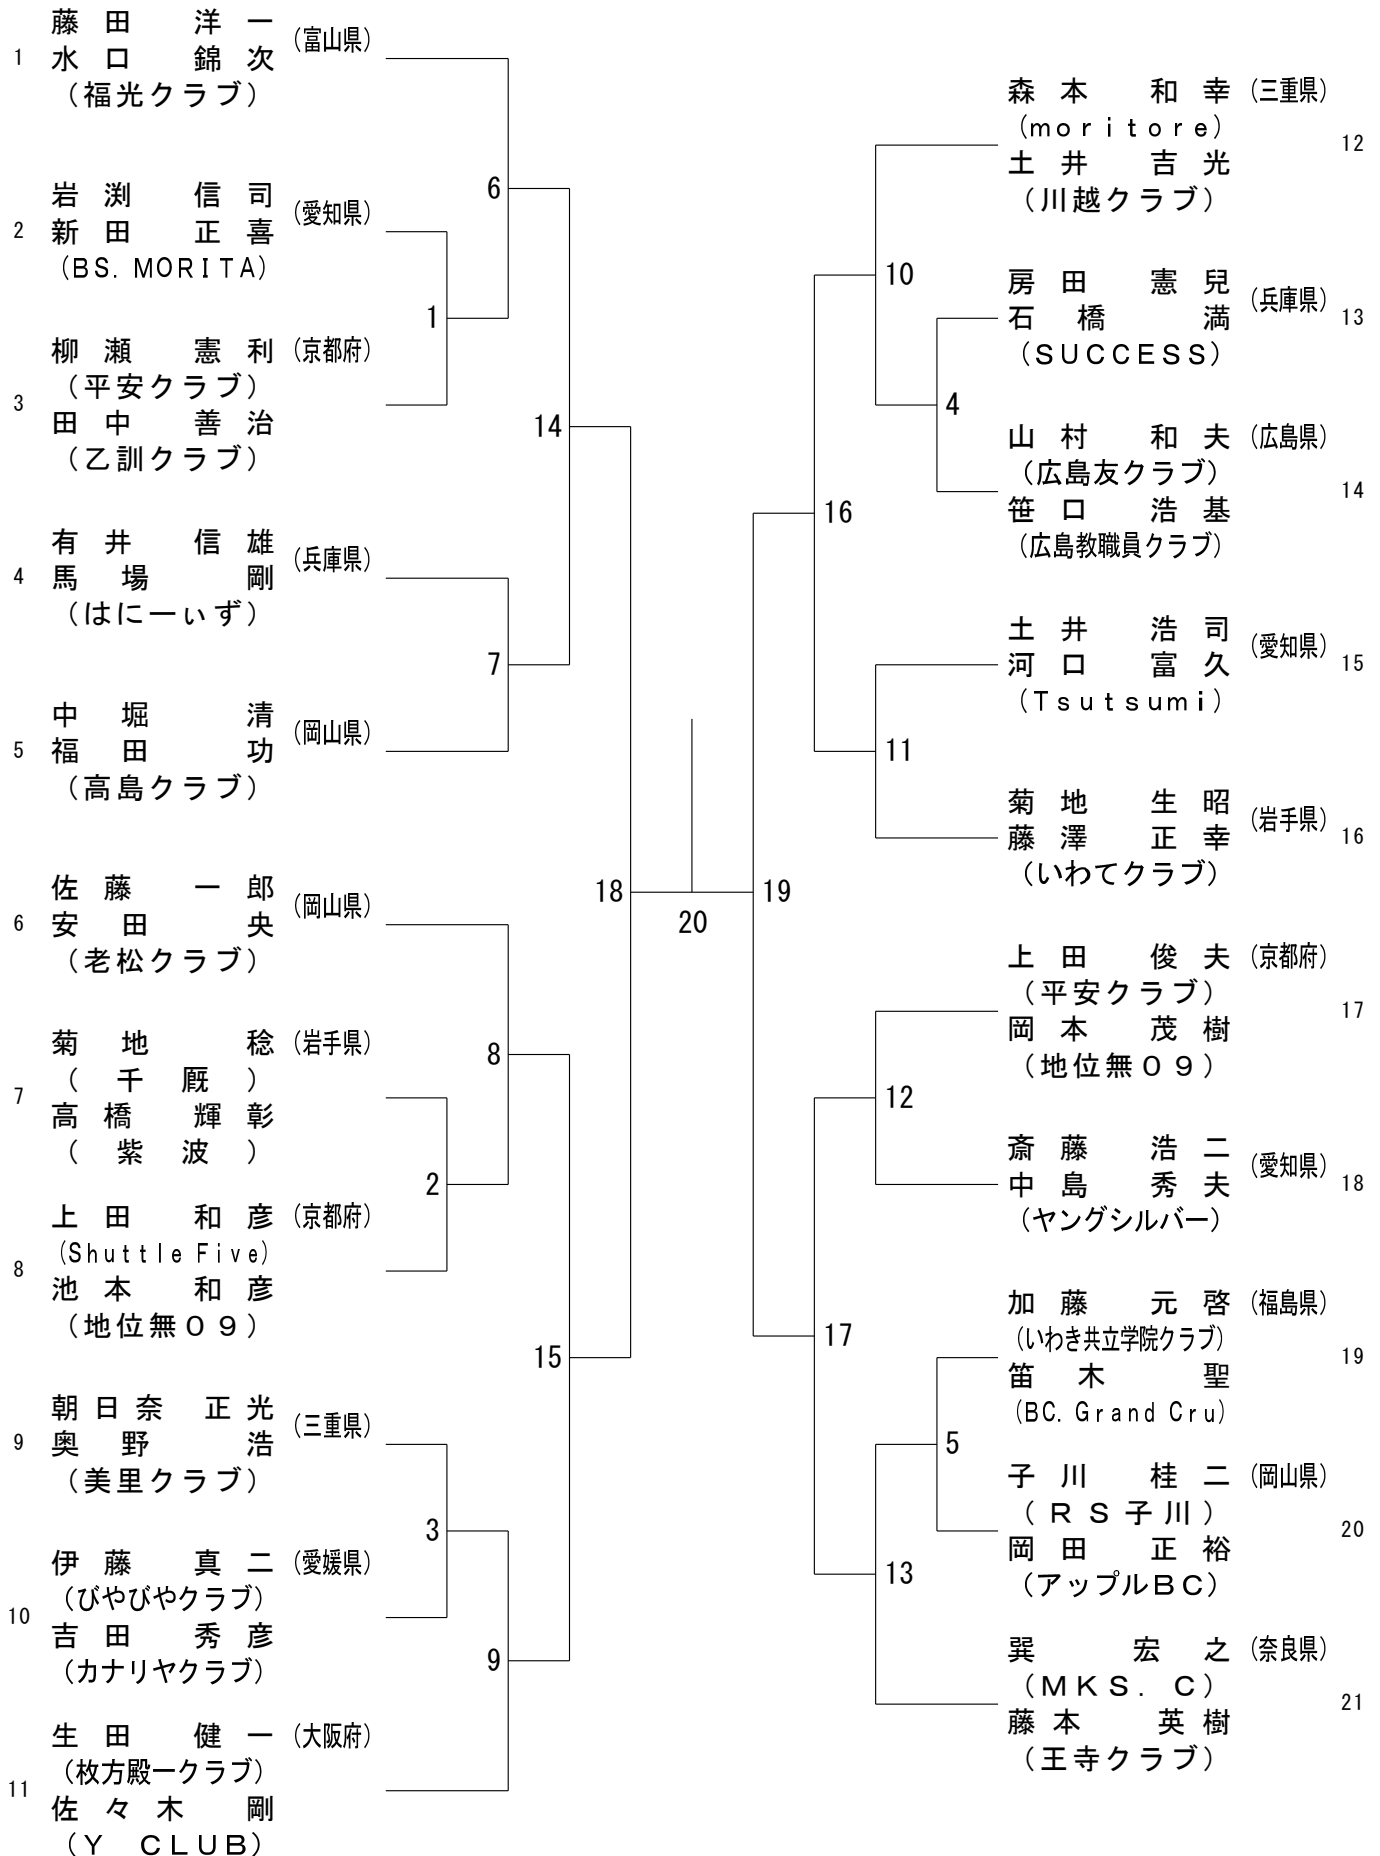 藤田 洋一 (富山県)
1 水口 錦次
(福光クラブ)
岩渕 信司 (愛知県)
2 新田 正喜
(BS. MORITA)
1
柳瀬 憲利 (京都府)
(平安クラブ)
3
田中 善治
(乙訓クラブ)
6
有井 信雄 (兵庫県)
4 馬場 剛
(はにーぃず)
7
中堀 清 (岡山県)
5 福田 功
(高島クラブ)
14
佐藤 一郎 (岡山県)
6 安田 央
(老松クラブ)
8
菊地 稔 (岩手県)
(千厩)
7
高橋 輝彰
(紫波)
2
上田 和彦 (京都府)
(Shuttle Five)
8
池本 和彦
(地位無09)
15
朝日奈 正光 (三重県)
9 奥野 浩
(美里クラブ)
3
伊藤 真二 (愛媛県)
(びやびやクラブ)
10
吉田 秀彦
(カナリヤクラブ)
9
生田 健一 (大阪府)
(枚方殿一クラブ)
11
佐々木 剛
(Y CLUB)
18
20
19
森本 和幸 (三重県)
(moritore)
12
土井 吉光
(川越クラブ)
10
房田 憲兒 (兵庫県)
石橋 満 13
(SUCCESS)
4
山村 和夫 (広島県)
(広島友クラブ)
14
笹口 浩基
(広島教職員クラブ)
16
土井 浩司 (愛知県)
河口 富久 15
(Tsutsumi)
11
菊地 生昭 (岩手県)
藤澤 正幸 16
(いわてクラブ)
上田 俊夫 (京都府)
(平安クラブ)
17
岡本 茂樹
(地位無09)
12
斎藤 浩二 (愛知県)
中島 秀夫 18
(ヤングシルバー)
17
加藤 元啓 (福島県)
(いわき共立学院クラブ)
19
笛木 聖
(BC. Grand Cru)
5
子川 桂二 (岡山県)
(RS子川)
20
岡田 正裕
(アップルBC)
13
巽 宏之 (奈良県)
(MKS. C)
21
藤本 英樹
(王寺クラブ)